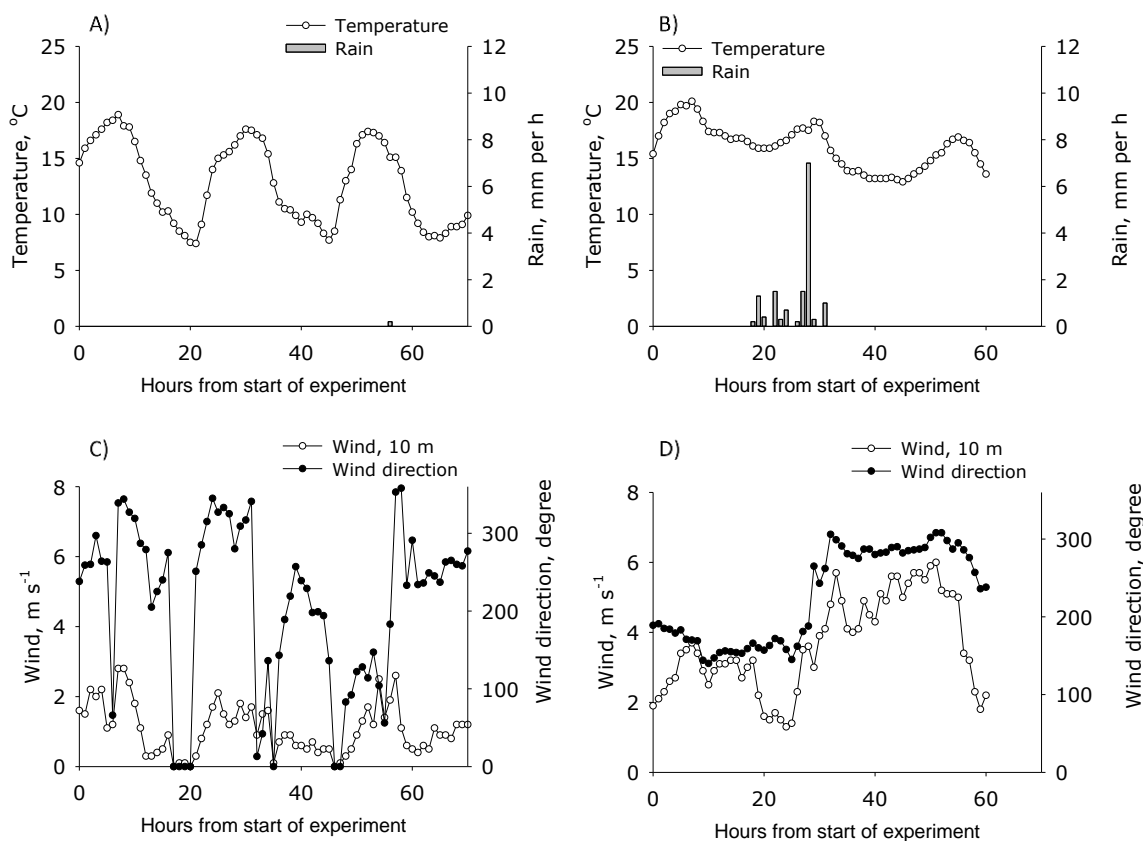 A)
Temperature
Rain
25
20
15
10
5
0
Temperature, °C
12
10
8
6
4
2
0
Rain, mm per h
0 20 40 60
Hours from start of experiment
B)
Temperature
Rain
25
20
15
10
5
0
Temperature, °C
12
10
8
6
4
2
0
Rain, mm per h
0 20 40 60
Hours from start of experiment
C)
Wind, 10 m
Wind direction
8
6
4
2
0
Wind, m s⁻¹
300
200
100
0
Wind direction, degree
0 20 40 60
Hours from start of experiment
D)
Wind, 10 m
Wind direction
8
6
4
2
0
Wind, m s⁻¹
300
200
100
0
Wind direction, degree
0 20 40 60
Hours from start of experiment